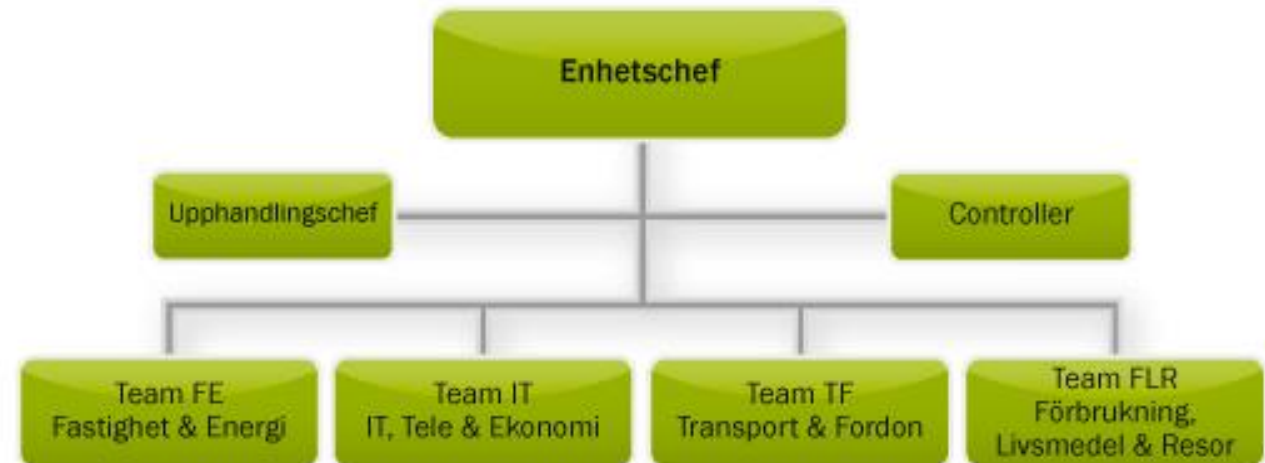 Enhetschef
Upphandlingschef
Controller
Team FE
Fastighet & Energi
Team IT
IT, Tele & Ekonomi
Team TF
Transport & Fordon
Team FLR
Förbrukning,
Livsmedel & Resor